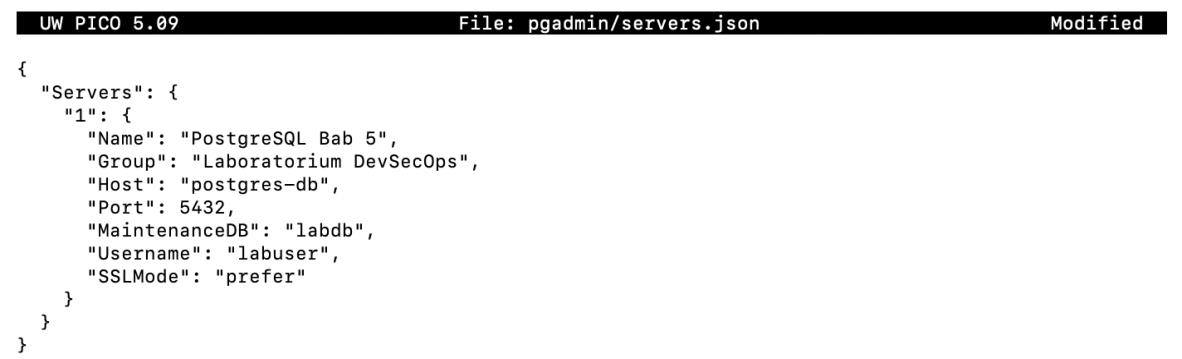 UW PICO 5.09 File: pgadmin/servers.json Modified
{
  "Servers": {
    "1": {
      "Name": "PostgreSQL Bab 5",
      "Group": "Laboratorium DevSecOps",
      "Host": "postgres-db",
      "Port": 5432,
      "MaintenanceDB": "labdb",
      "Username": "labuser",
      "SSLMode": "prefer"
    }
  }
}